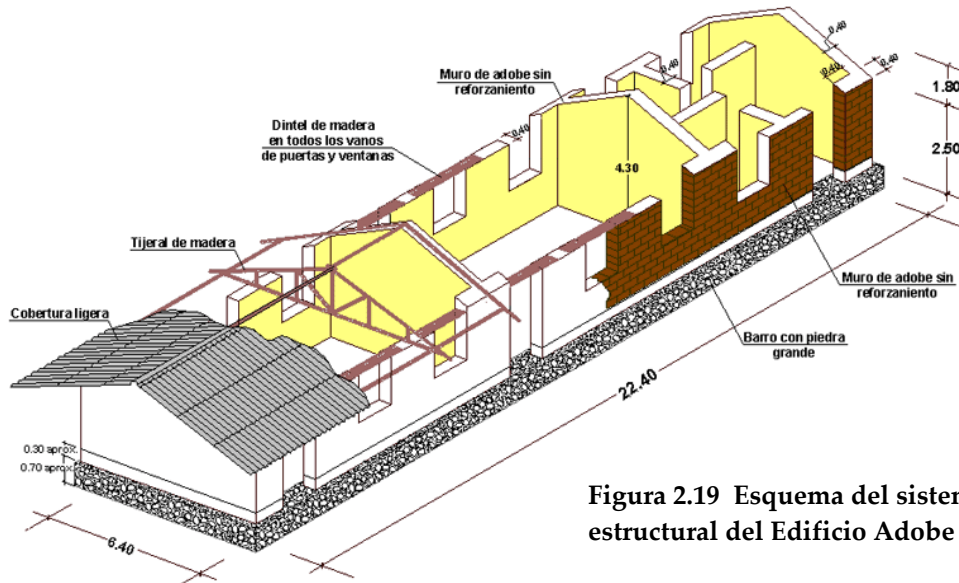 0.40
0.40
0.40
0.40
1.80
2.50
Muro de adobe sin
reforzaniento
0.40
Dintel de madera
en todos los vanos
de puertas y ventanas
4.30
Tijeral de madera
Cobertura ligera
Muro de adobe sin
reforzaniento
Barro con piedra
grande
22.40
0.30 aprox.
0.70 aprox.
6.40
Figura 2.19 Esquema del sistem
estructural del Edificio Adobe